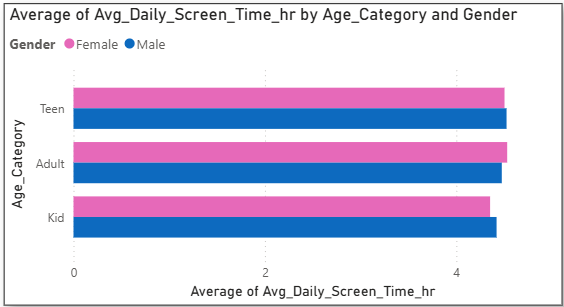 Average of Avg_Daily_Screen_Time_hr by Age_Category and Gender
Gender Female Male
Age_Category
Teen
Adult
Kid
0 2 4
Average of Avg_Daily_Screen_Time_hr